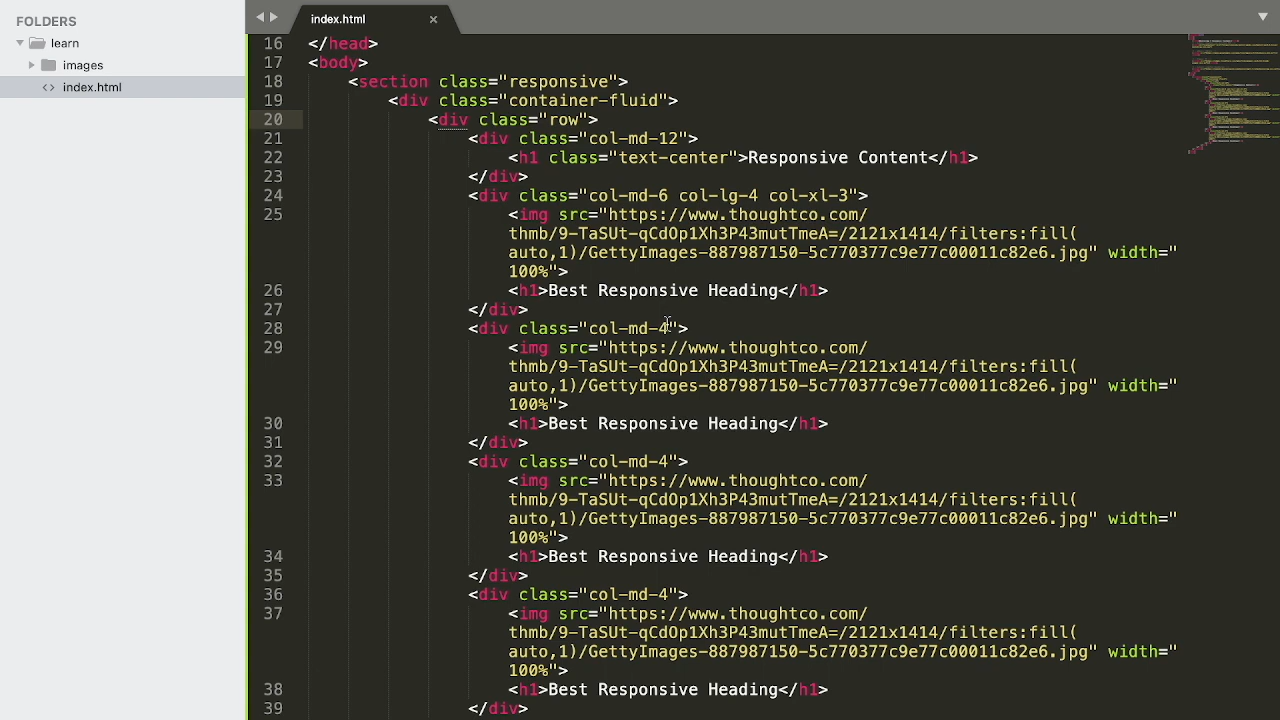 FOLDERS
learn
images
<> index.html
index.html ×
16 </head>
17 <body>
18 <section class="responsive">
19 <div class="container-fluid">
20 <div class="row">
21 <div class="col-md-12">
22 <h1 class="text-center">Responsive Content</h1>
23 </div>
24 <div class="col-md-6 col-lg-4 col-xl-3">
25 <img src="https://www.thoughtco.com/
thmb/9-TaSUt-qCdOp1Xh3P43mutTmeA=/2121x1414/filters:fill(
auto,1)/GettyImages-887987150-5c770377c9e77c00011c82e6.jpg" width="
100%">
26 <h1>Best Responsive Heading</h1>
27 </div>
28 <div class="col-md-4">
29 <img src="https://www.thoughtco.com/
thmb/9-TaSUt-qCdOp1Xh3P43mutTmeA=/2121x1414/filters:fill(
auto,1)/GettyImages-887987150-5c770377c9e77c00011c82e6.jpg" width="
100%">
30 <h1>Best Responsive Heading</h1>
31 </div>
32 <div class="col-md-4">
33 <img src="https://www.thoughtco.com/
thmb/9-TaSUt-qCdOp1Xh3P43mutTmeA=/2121x1414/filters:fill(
auto,1)/GettyImages-887987150-5c770377c9e77c00011c82e6.jpg" width="
100%">
34 <h1>Best Responsive Heading</h1>
35 </div>
36 <div class="col-md-4">
37 <img src="https://www.thoughtco.com/
thmb/9-TaSUt-qCdOp1Xh3P43mutTmeA=/2121x1414/filters:fill(
auto,1)/GettyImages-887987150-5c770377c9e77c00011c82e6.jpg" width="
100%">
38 <h1>Best Responsive Heading</h1>
39 </div>